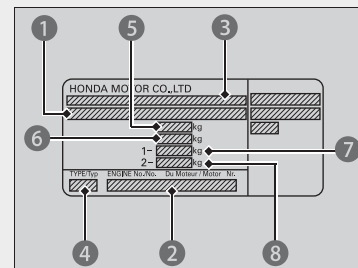 5 3
1
HONDA MOTOR CO.,LTD
kg
6 kg
1- kg 7
2- kg
TYPE/Typ ENGINE No./No. Du Moteur / Motor Nr.
4 2 8